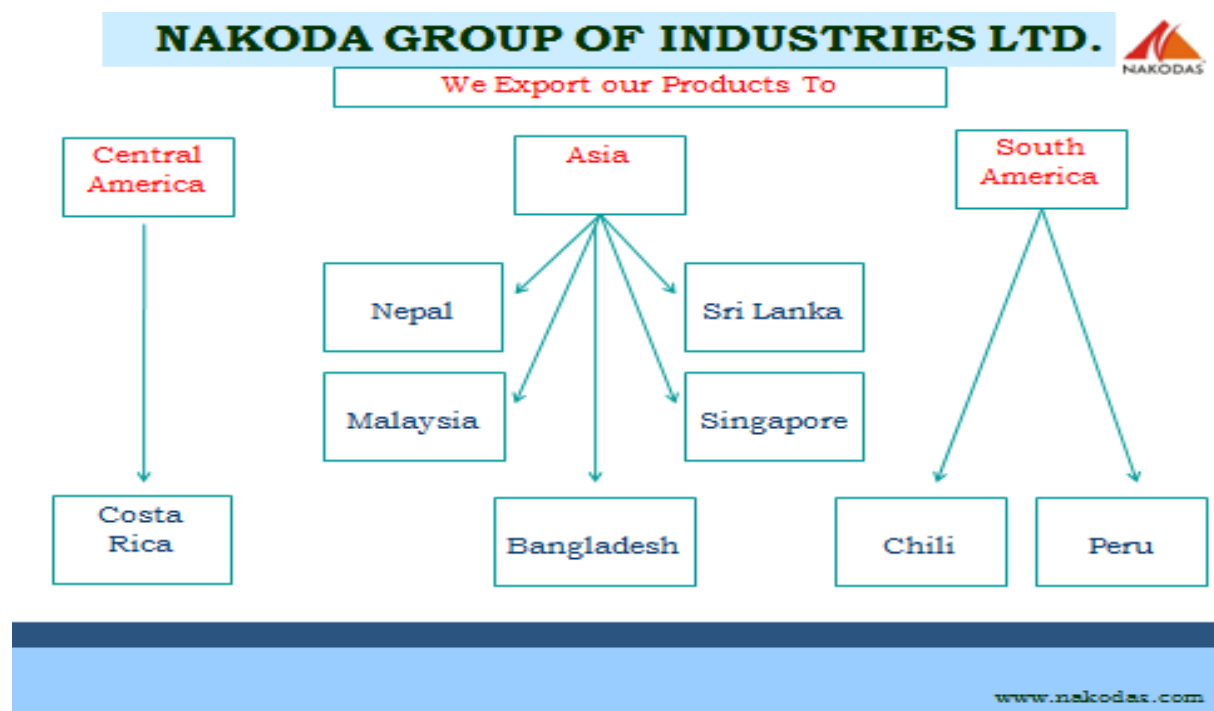 NAKODA GROUP OF INDUSTRIES LTD.
NAKODAS
We Export our Products To
Central
America
Asia
South
America
Nepal
Sri Lanka
Malaysia
Singapore
Costa
Rica
Bangladesh
Chili
Peru
www.nakodas.com